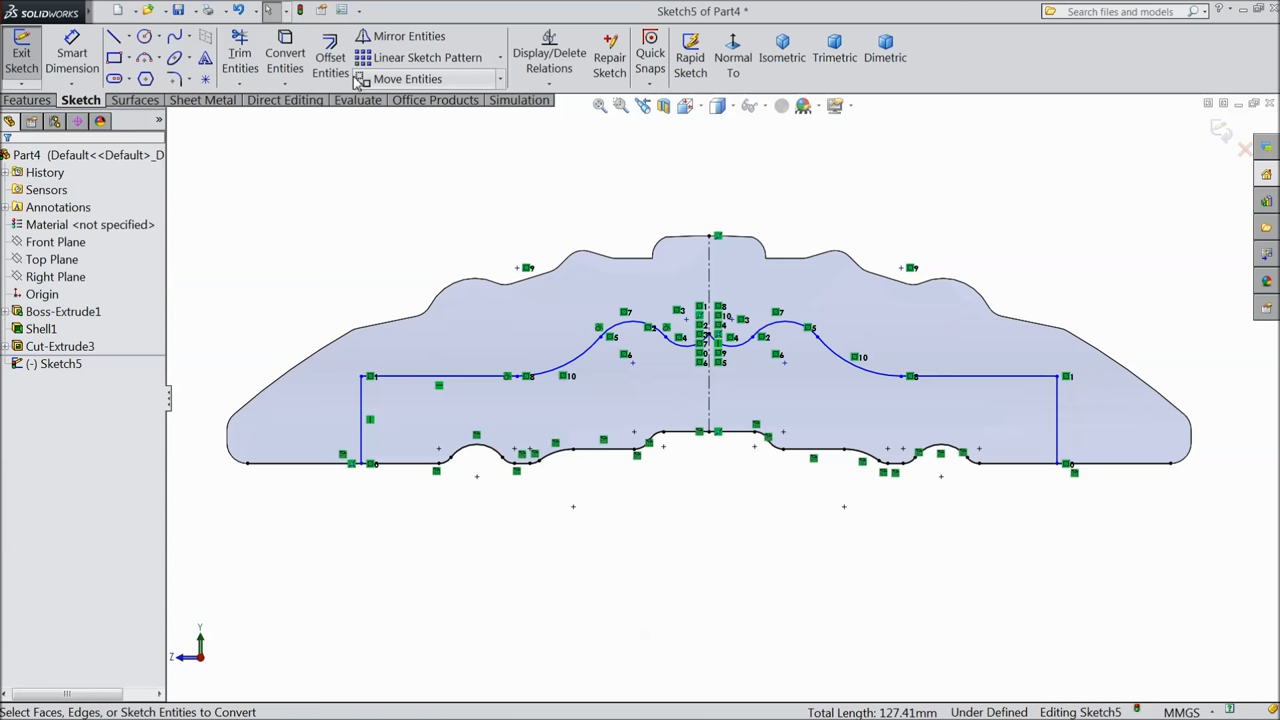 SOLIDWORKS
Sketch5 of Part4 *
Search files and models
Exit
Sketch
Smart
Dimension
Trim
Entities
Convert
Entities
Offset
Entities
Mirror Entities
Linear Sketch Pattern
Move Entities
Display/Delete
Relations
Repair
Sketch
Quick
Snaps
Rapid
Sketch
Normal
To
Isometric
Trimetric
Dimetric
Features
Sketch
Surfaces
Sheet Metal
Direct Editing
Evaluate
Office Products
Simulation
Part4 (Default<<Default>_D
History
Sensors
Annotations
Material <not specified>
Front Plane
Top Plane
Right Plane
Origin
Boss-Extrude1
Shell1
Cut-Extrude3
(-) Sketch5
Y
Z
Select Faces, Edges, or Sketch Entities to Convert
Total Length: 127.41mm
Under Defined
Editing Sketch5
MMGS